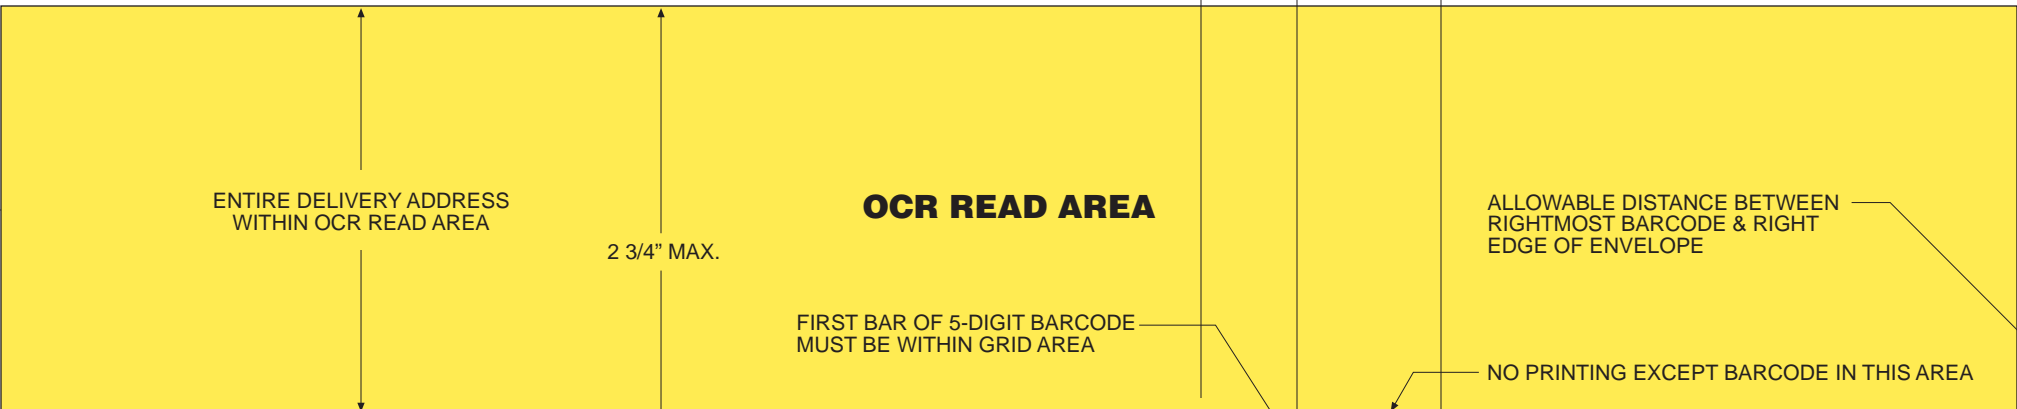 ENTIRE DELIVERY ADDRESS
WITHIN OCR READ AREA
2 3/4” MAX.
OCR READ AREA
FIRST BAR OF 5-DIGIT BARCODE
MUST BE WITHIN GRID AREA
ALLOWABLE DISTANCE BETWEEN
RIGHTMOST BARCODE & RIGHT
EDGE OF ENVELOPE
NO PRINTING EXCEPT BARCODE IN THIS AREA